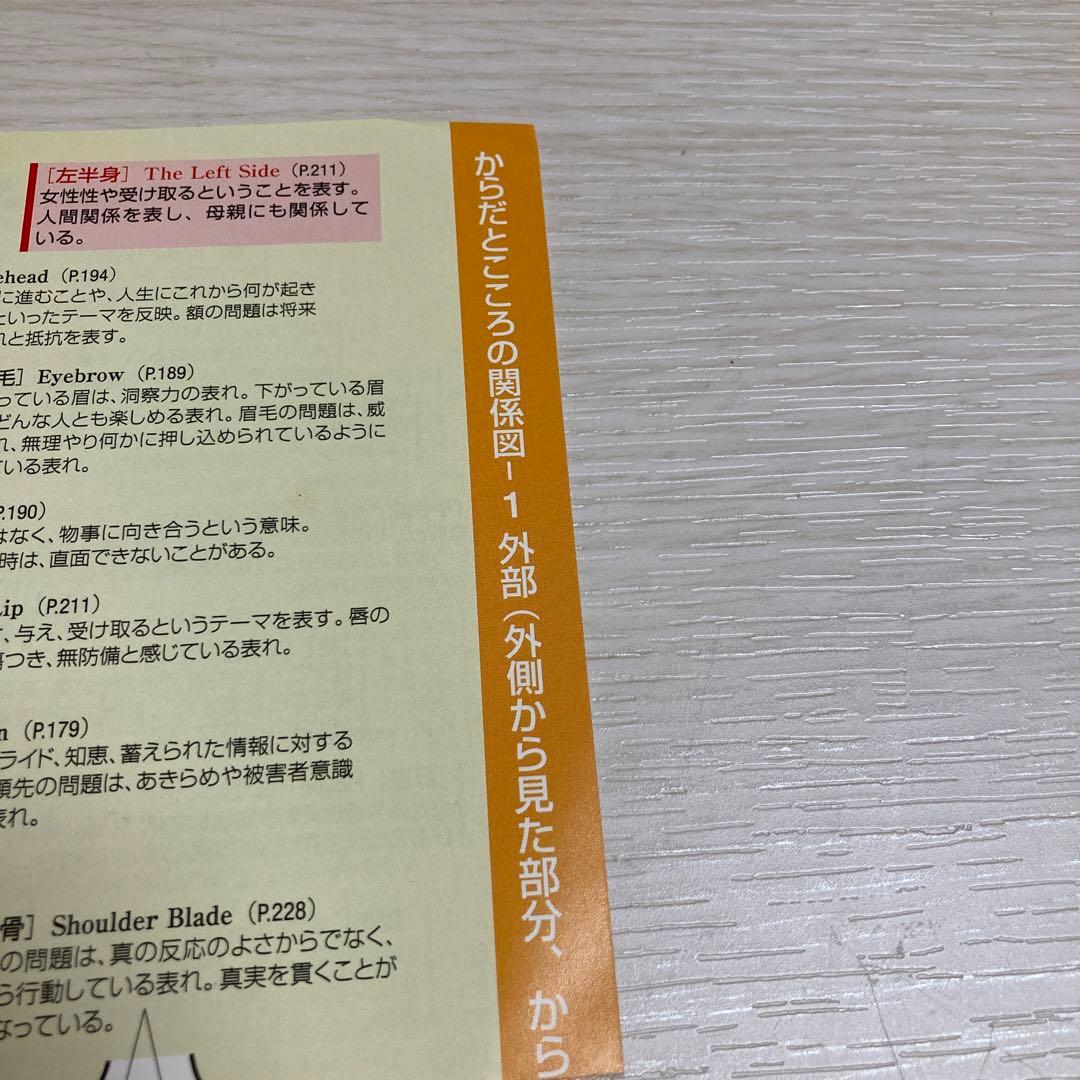 [左半身] The Left Side (P.211)
女性性や受け取るということを表す。
人間関係を表し、母親にも関係して
いる。
ehead (P.194)
に進むことや、人生にこれから何が起き
といったテーマを反映。額の問題は将来
れと抵抗を表す。
毛] Eyebrow (P.189)
っている眉は、洞察力の表れ。下がっている眉
どんな人とも楽しめる表れ。眉毛の問題は、威
れ、無理やり何かに押し込められているように
いる表れ。
P.190)
はなく、物事に向き合うという意味。
時は、直面できないことがある。
Lip (P.211)
す、与え、受け取るというテーマを表す。唇の
傷つき、無防備と感じている表れ。
n (P.179)
ライド、知恵、蓄えられた情報に対する
顎先の問題は、あきらめや被害者意識
表れ。
骨] Shoulder Blade (P.228)
の問題は、真の反応のよさからでなく、
ら行動している表れ。真実を貫くことが
なっている。
からだとこころの関係図-1 外部(外側から見た部分、から